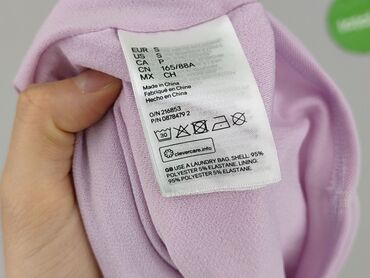 EUR S
US S
CA P
CN 165/88A
MX CH
Made in China
Fabriqué en Chine
Hecho en China
O/N 216853
P/N 0878479 2
30
clevercare.info
GB USE A LAUNDRY BAG. SHELL: 95%
POLYESTER 5% ELASTANE. LINING:
95% POLYESTER 5% ELASTANE